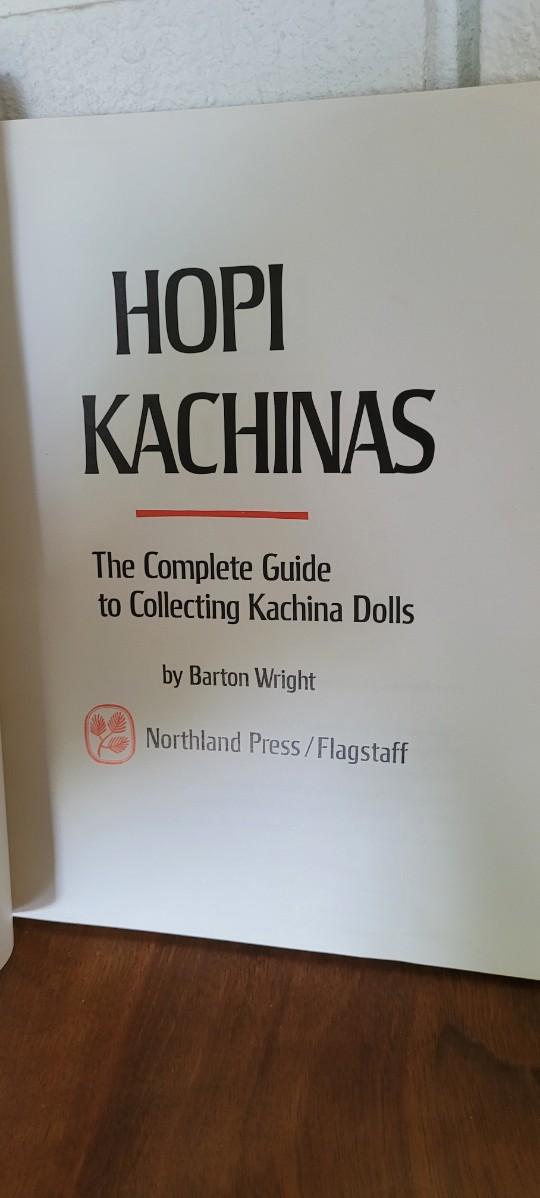 HOPI
KACHINAS
The Complete Guide
to Collecting Kachina Dolls
by Barton Wright
Northland Press/Flagstaff